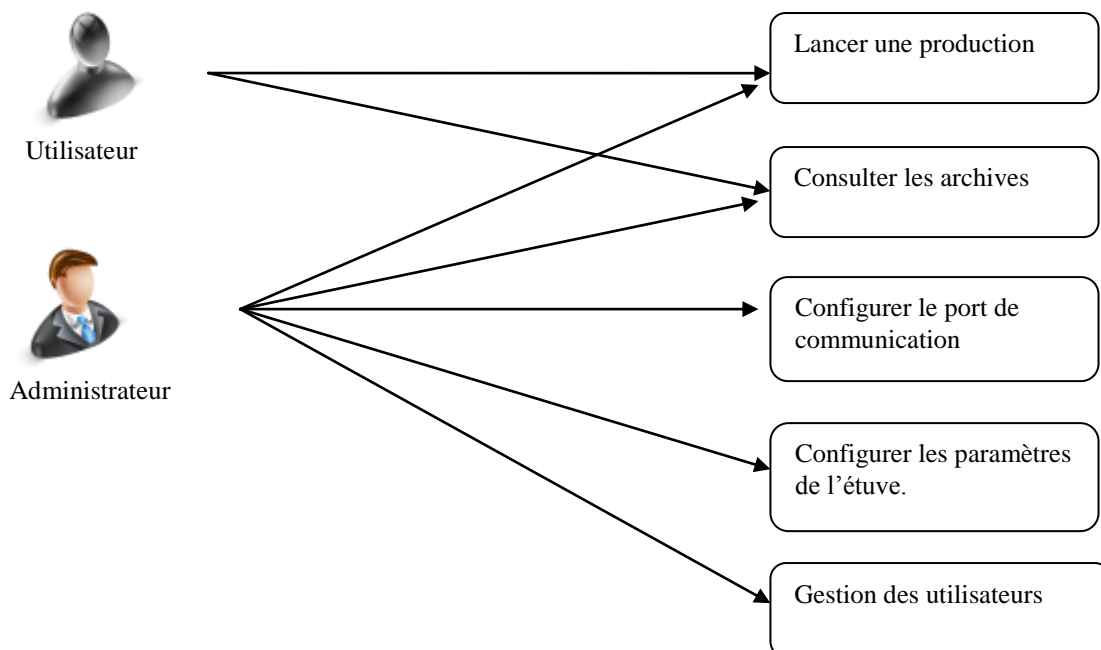 Lancer une production
Utilisateur
Consulter les archives
Configurer le port de
communication
Administrateur
Configurer les paramètres
de l’étuve.
Gestion des utilisateurs